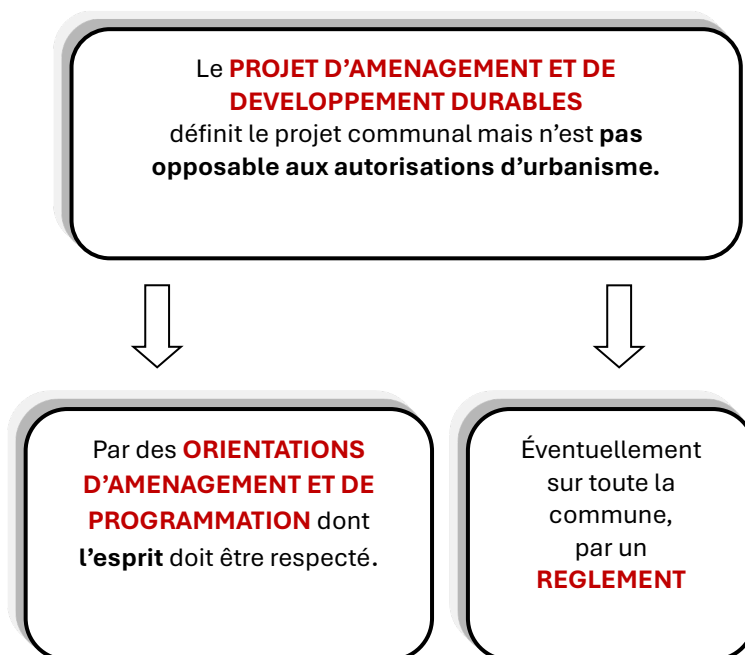 Le PROJET D’AMENAGEMENT ET DE
DEVELOPPEMENT DURABLES
définit le projet communal mais n’est pas
opposable aux autorisations d’urbanisme.
Par des ORIENTATIONS
D’AMENAGEMENT ET DE
PROGRAMMATION dont
l’esprit doit être respecté.
Éventuellement
sur toute la
commune,
par un
REGLEMENT